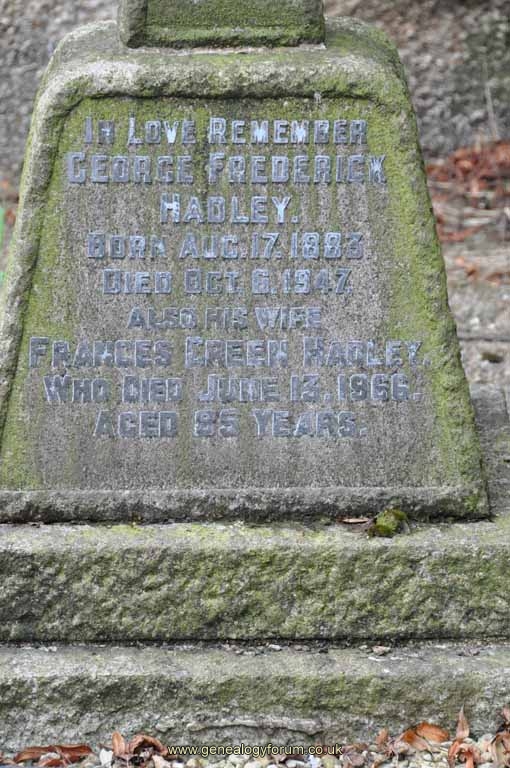 In Love Remember
George Frederick
Hadley.
Born Aug. 17. 1883
Died Oct. 6. 1947.
Also his wife
Frances Green Hadley.
Who Died June 13. 1966.
Aged 85 years.
www.genealogyforum.co.uk